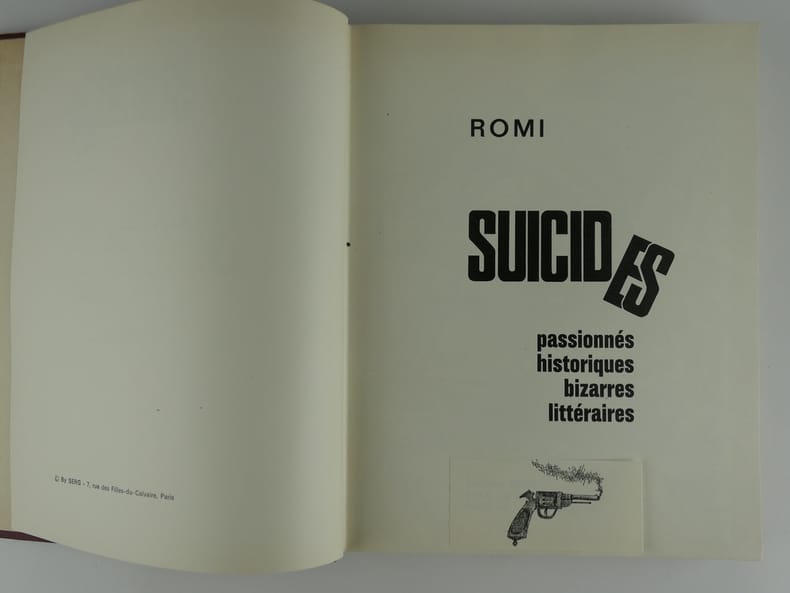 © By SERG - 7, rue des Filles-du-Calvaire, Paris
ROMI
SUICIDES
passionnés
historiques
bizarres
littéraires